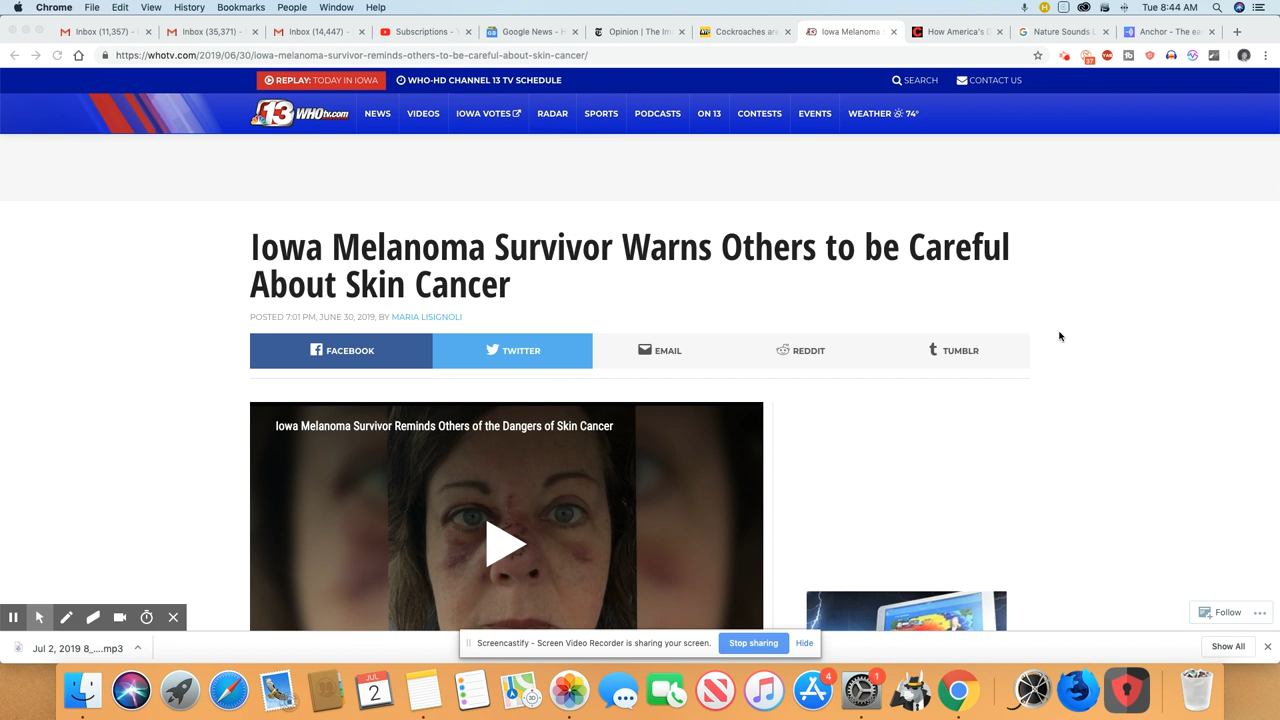 Chrome File Edit View History Bookmarks People Window Help
Tue 8:44 AM
Inbox (11,357) -
Inbox (35,371) -
Inbox (14,447) -
Subscriptions -
Google News -
Opinion | The Im
Cockroaches are
Iowa Melanoma
How America's D
Nature Sounds
Anchor - The ea
https://whotv.com/2019/06/30/iowa-melanoma-survivor-reminds-others-to-be-careful-about-skin-cancer/
37
REPLAY: TODAY IN IOWA
WHO-HD CHANNEL 13 TV SCHEDULE
SEARCH
CONTACT US
13 WHOtv.com
NEWS VIDEOS IOWA VOTES RADAR SPORTS PODCASTS ON 13 CONTESTS EVENTS WEATHER 74°
Iowa Melanoma Survivor Warns Others to be Careful
About Skin Cancer
POSTED 7:01 PM, JUNE 30, 2019, BY MARIA LISIGNOLI
FACEBOOK TWITTER EMAIL REDDIT TUMBLR
Iowa Melanoma Survivor Reminds Others of the Dangers of Skin Cancer
Follow
Screencastify - Screen Video Recorder is sharing your screen.
Stop sharing
Hide
Jul 2, 2019 8_....mp3
Show All
JUL
2
4
1